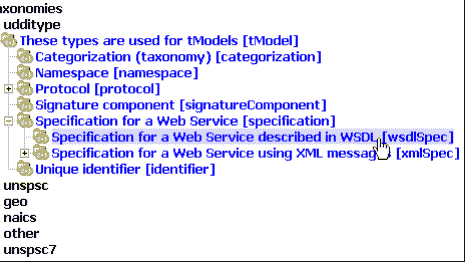 axonomies
udditype
These types are used for tModels [tModel]
Categorization (taxonomy) [categorization]
Namespace [namespace]
Protocol [protocol]
Signature component [signatureComponent]
Specification for a Web Service [specification]
Specification for a Web Service described in WSDL [wsdlSpec]
Specification for a Web Service using XML messages [xmlSpec]
Unique identifier [identifier]
unspsc
geo
naics
other
unspsc7